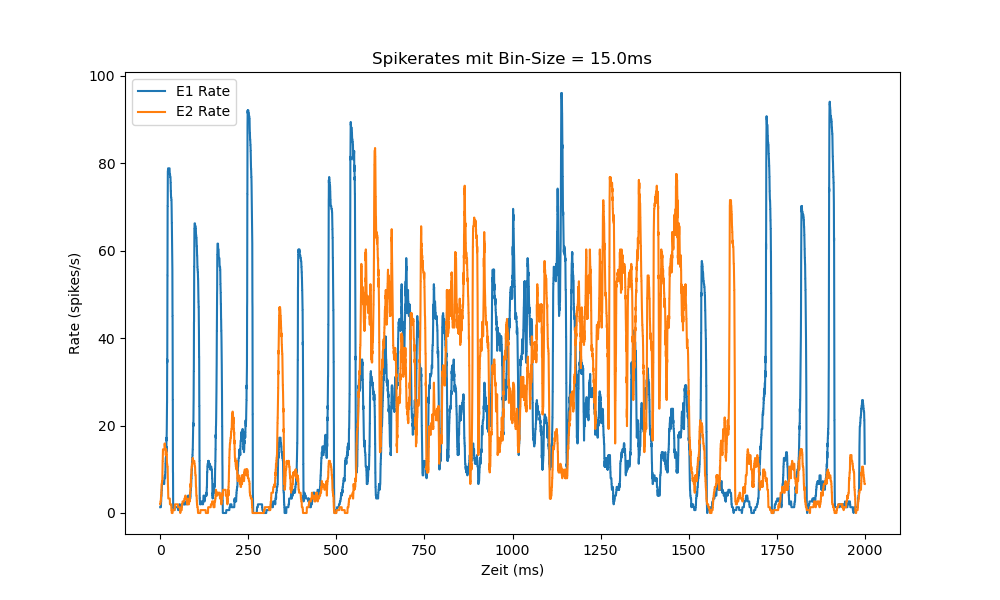 Spikerates mit Bin-Size = 15.0ms
E1 Rate
E2 Rate
100
80
60
40
20
0
Rate (spikes/s)
0 250 500 750 1000 1250 1500 1750 2000
Zeit (ms)